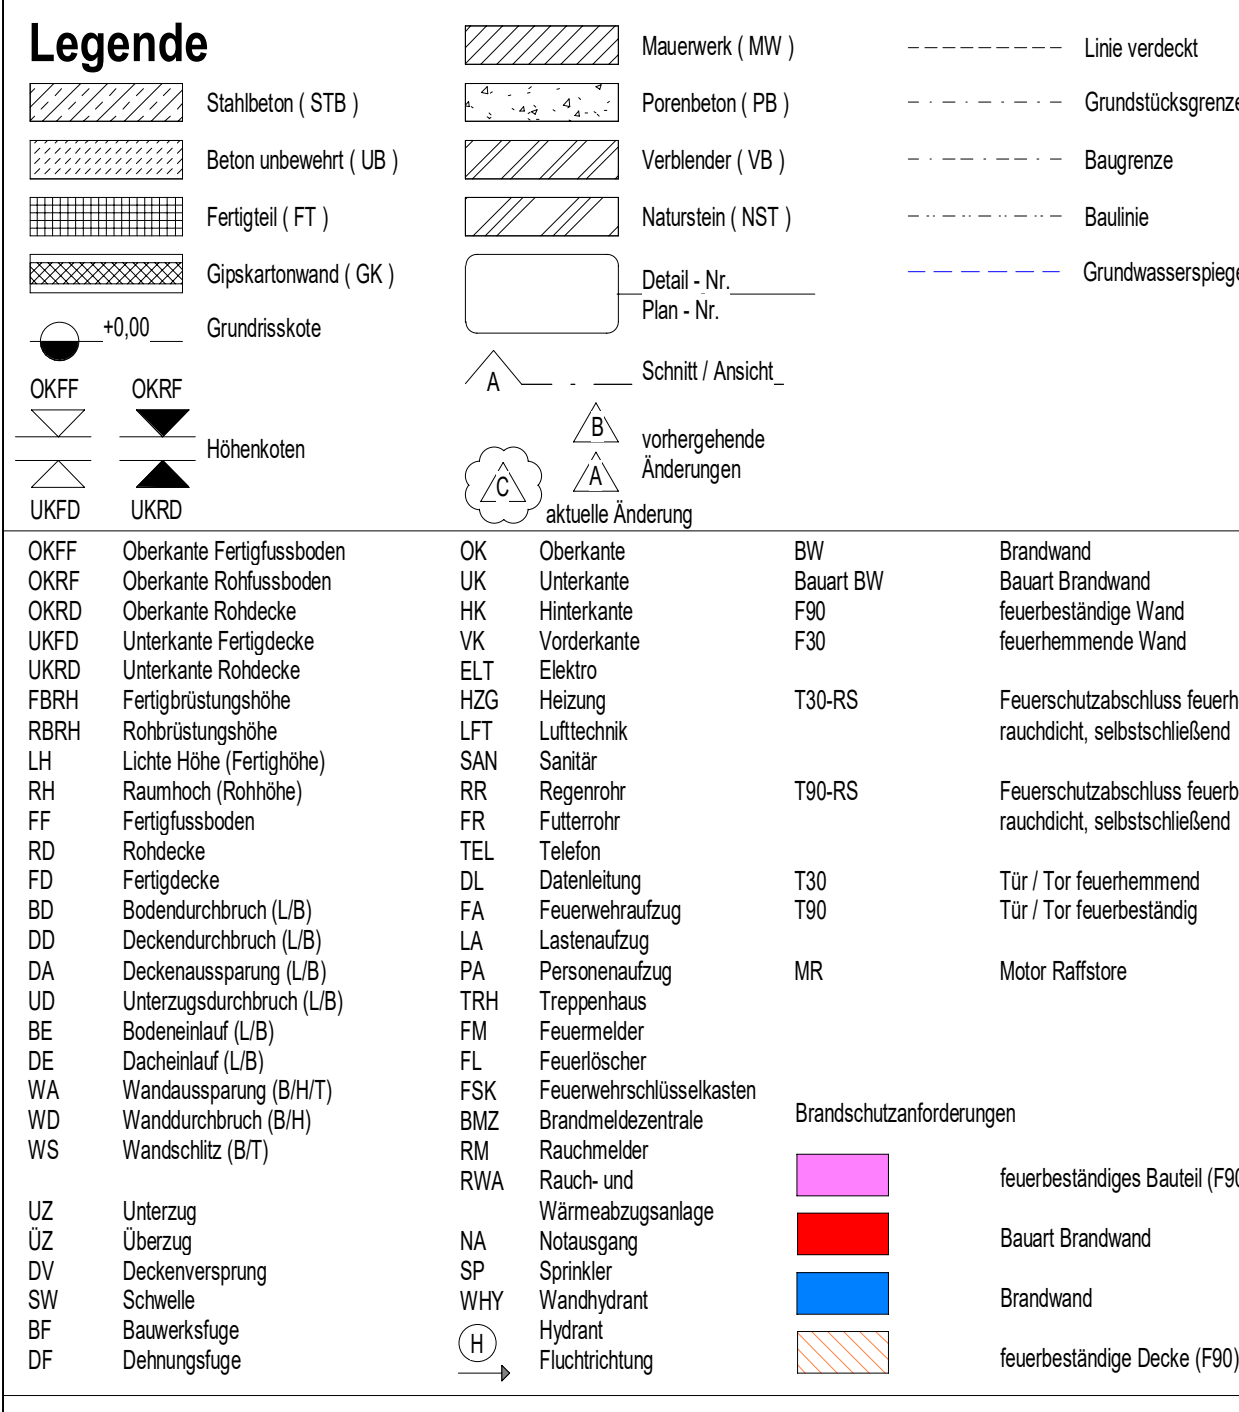 Legende
Stahlbeton ( STB )
Beton unbewehrt ( UB )
Fertigteil ( FT )
Gipskartonwand ( GK )
+0,00
Grundrisskote
OKFF OKRF
Höhenkoten
UKFD UKRD
Mauerwerk ( MW )
Porenbeton ( PB )
Verblender ( VB )
Naturstein ( NST )
Detail - Nr.
Plan - Nr.
A
Schnitt / Ansicht
B
vorhergehende
Änderungen
A
C
aktuelle Änderung
Linie verdeckt
Grundstücksgrenze
Baugrenze
Baulinie
Grundwasserspiege
OKFF Oberkante Fertigfussboden
OKRF Oberkante Rohfussboden
OKRD Oberkante Rohdecke
UKFD Unterkante Fertigdecke
UKRD Unterkante Rohdecke
FBRH Fertigbrüstungshöhe
RBRH Rohbrüstungshöhe
LH Lichte Höhe (Fertighöhe)
RH Raumhoch (Rohhöhe)
FF Fertigfussboden
RD Rohdecke
FD Fertigdecke
BD Bodendurchbruch (L/B)
DD Deckendurchbruch (L/B)
DA Deckenaussparung (L/B)
UD Unterzugsdurchbruch (L/B)
BE Bodeneinlauf (L/B)
DE Dacheinlauf (L/B)
WA Wandaussparung (B/H/T)
WD Wanddurchbruch (B/H)
WS Wandschlitz (B/T)
UZ Unterzug
ÜZ Überzug
DV Deckenversprung
SW Schwelle
BF Bauwerksfuge
DF Dehnungsfuge
OK Oberkante
UK Unterkante
HK Hinterkante
VK Vorderkante
ELT Elektro
HZG Heizung
LFT Lufttechnik
SAN Sanitär
RR Regenrohr
FR Futterrohr
TEL Telefon
DL Datenleitung
FA Feuerwehraufzug
LA Lastenaufzug
PA Personenaufzug
TRH Treppenhaus
FM Feuermelder
FL Feuerlöscher
FSK Feuerwehrschlüsselkasten
BMZ Brandmeldezentrale
RM Rauchmelder
RWA Rauch- und
Wärmeabzugsanlage
NA Notausgang
SP Sprinkler
WHY Wandhydrant
H Hydrant
Fluchtrichtung
BW Brandwand
Bauart BW Bauart Brandwand
F90 feuerbeständige Wand
F30 feuerhemmende Wand
T30-RS Feuerschutzabschluss feuerh
rauchdicht, selbstschließend
T90-RS Feuerschutzabschluss feuerb
rauchdicht, selbstschließend
T30 Tür / Tor feuerhemmend
T90 Tür / Tor feuerbeständig
MR Motor Raffstore
Brandschutzanforderungen
feuerbeständiges Bauteil (F90
Bauart Brandwand
Brandwand
feuerbeständige Decke (F90)